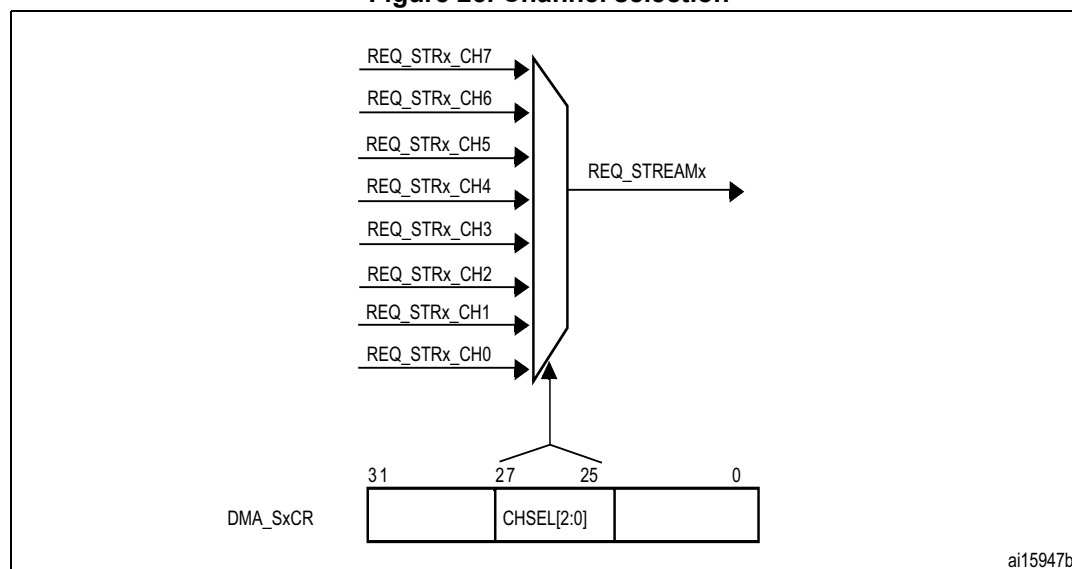 Figure Channel selection
REQ_STRx_CH7
REQ_STRx_CH6
REQ_STRx_CH5
REQ_STRx_CH4
REQ_STRx_CH3
REQ_STRx_CH2
REQ_STRx_CH1
REQ_STRx_CH0
REQ_STREAMx
31 27 25 0
DMA_SxCR CHSEL[2:0]
ai15947b